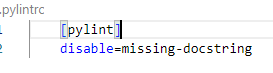 .pylintrc
1 [pylint]
2 disable=missing-docstring